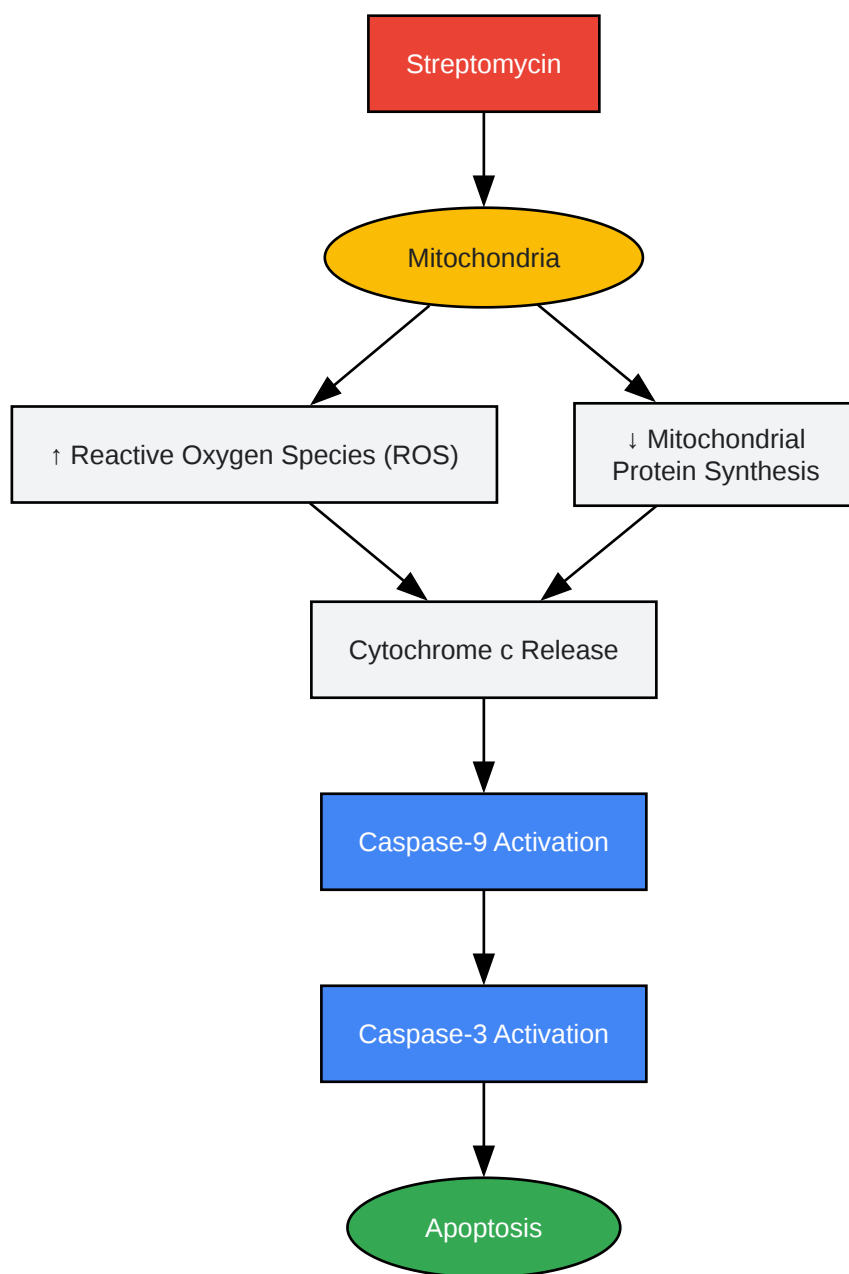 Streptomycin
Mitochondria
↑ Reactive Oxygen Species (ROS)
↓ Mitochondrial
Protein Synthesis
Cytochrome c Release
Caspase-9 Activation
Caspase-3 Activation
Apoptosis